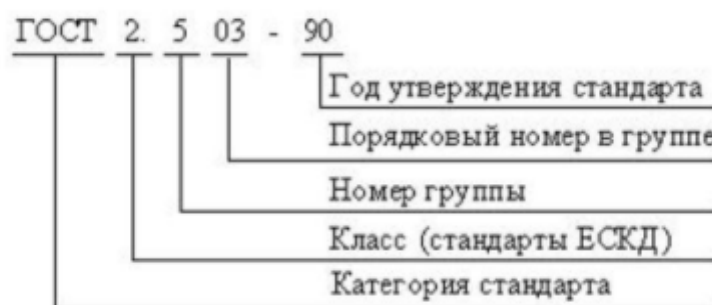 ГОСТ 2. 5 03 - 90
Год утверждения стандарта
Порядковый номер в группе
Номер группы
Класс (стандарты ЕСКД)
Категория стандарта